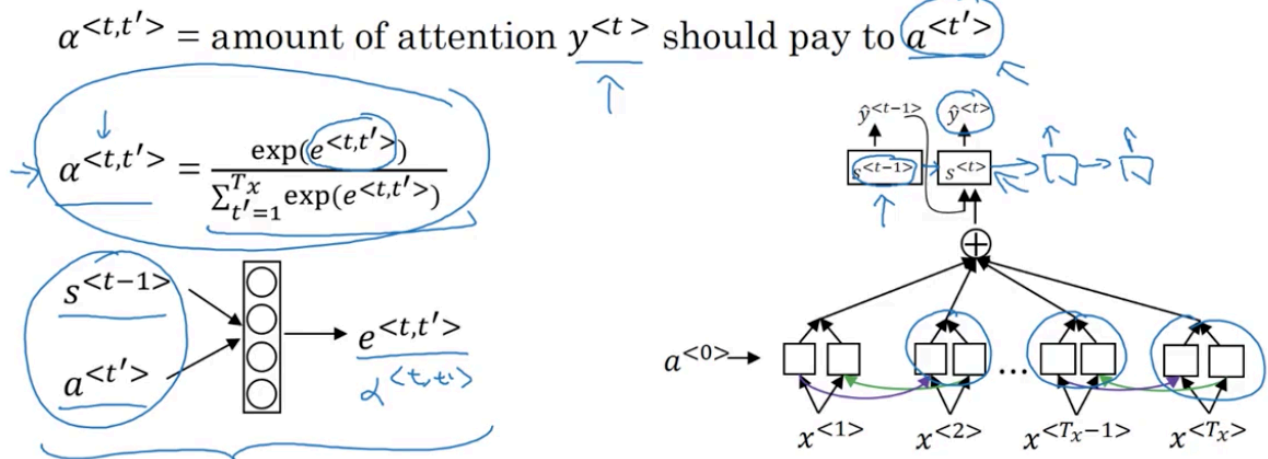 α^{<t,t'>} = amount of attention y^{<t>} should pay to a^{<t'>}
α^{<t,t'>} = exp(e^{<t,t'>}) / ∑_{t'=1}^{T_x} exp(e^{<t,t'>})
s^{<t-1>}
a^{<t'>}
e^{<t,t'>}
α^{<t,t'>}
ŷ^{<t-1>} ŷ^{<t>}
s^{<t-1>} s^{<t>}
+
a^{<0>} ...
x^{<1>} x^{<2>} x^{<T_x-1>} x^{<T_x>}